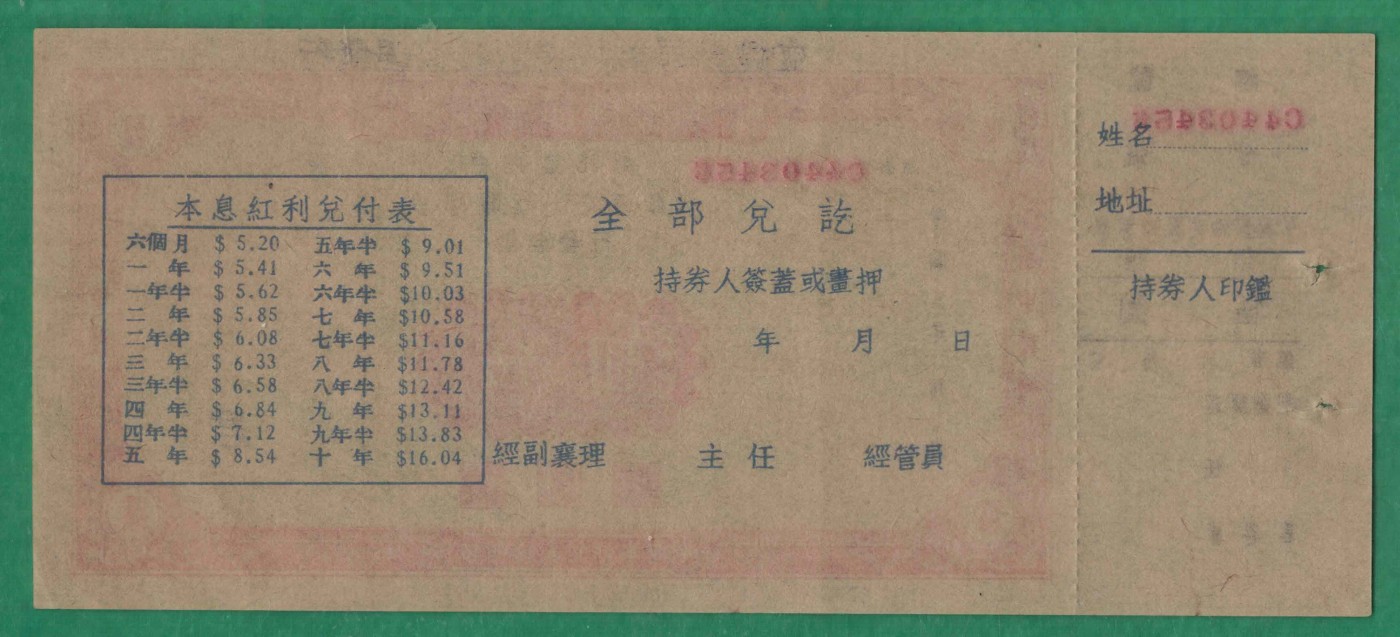 本息紅利兌付表
六個月 $ 5.20 五年半 $ 9.01
一年 $ 5.41 六年 $ 9.51
一年半 $ 5.62 六年半 $10.03
二年 $ 5.85 七年 $10.58
二年半 $ 6.08 七年半 $11.16
三年 $ 6.33 八年 $11.78
三年半 $ 6.58 八年半 $12.42
四年 $ 6.84 九年 $13.11
四年半 $ 7.12 九年半 $13.83
五年 $ 8.54 十年 $16.04
全部兌訖
持券人簽蓋或畫押
年 月 日
經副襄理 主任 經管員
姓名
地址
持券人印鑑